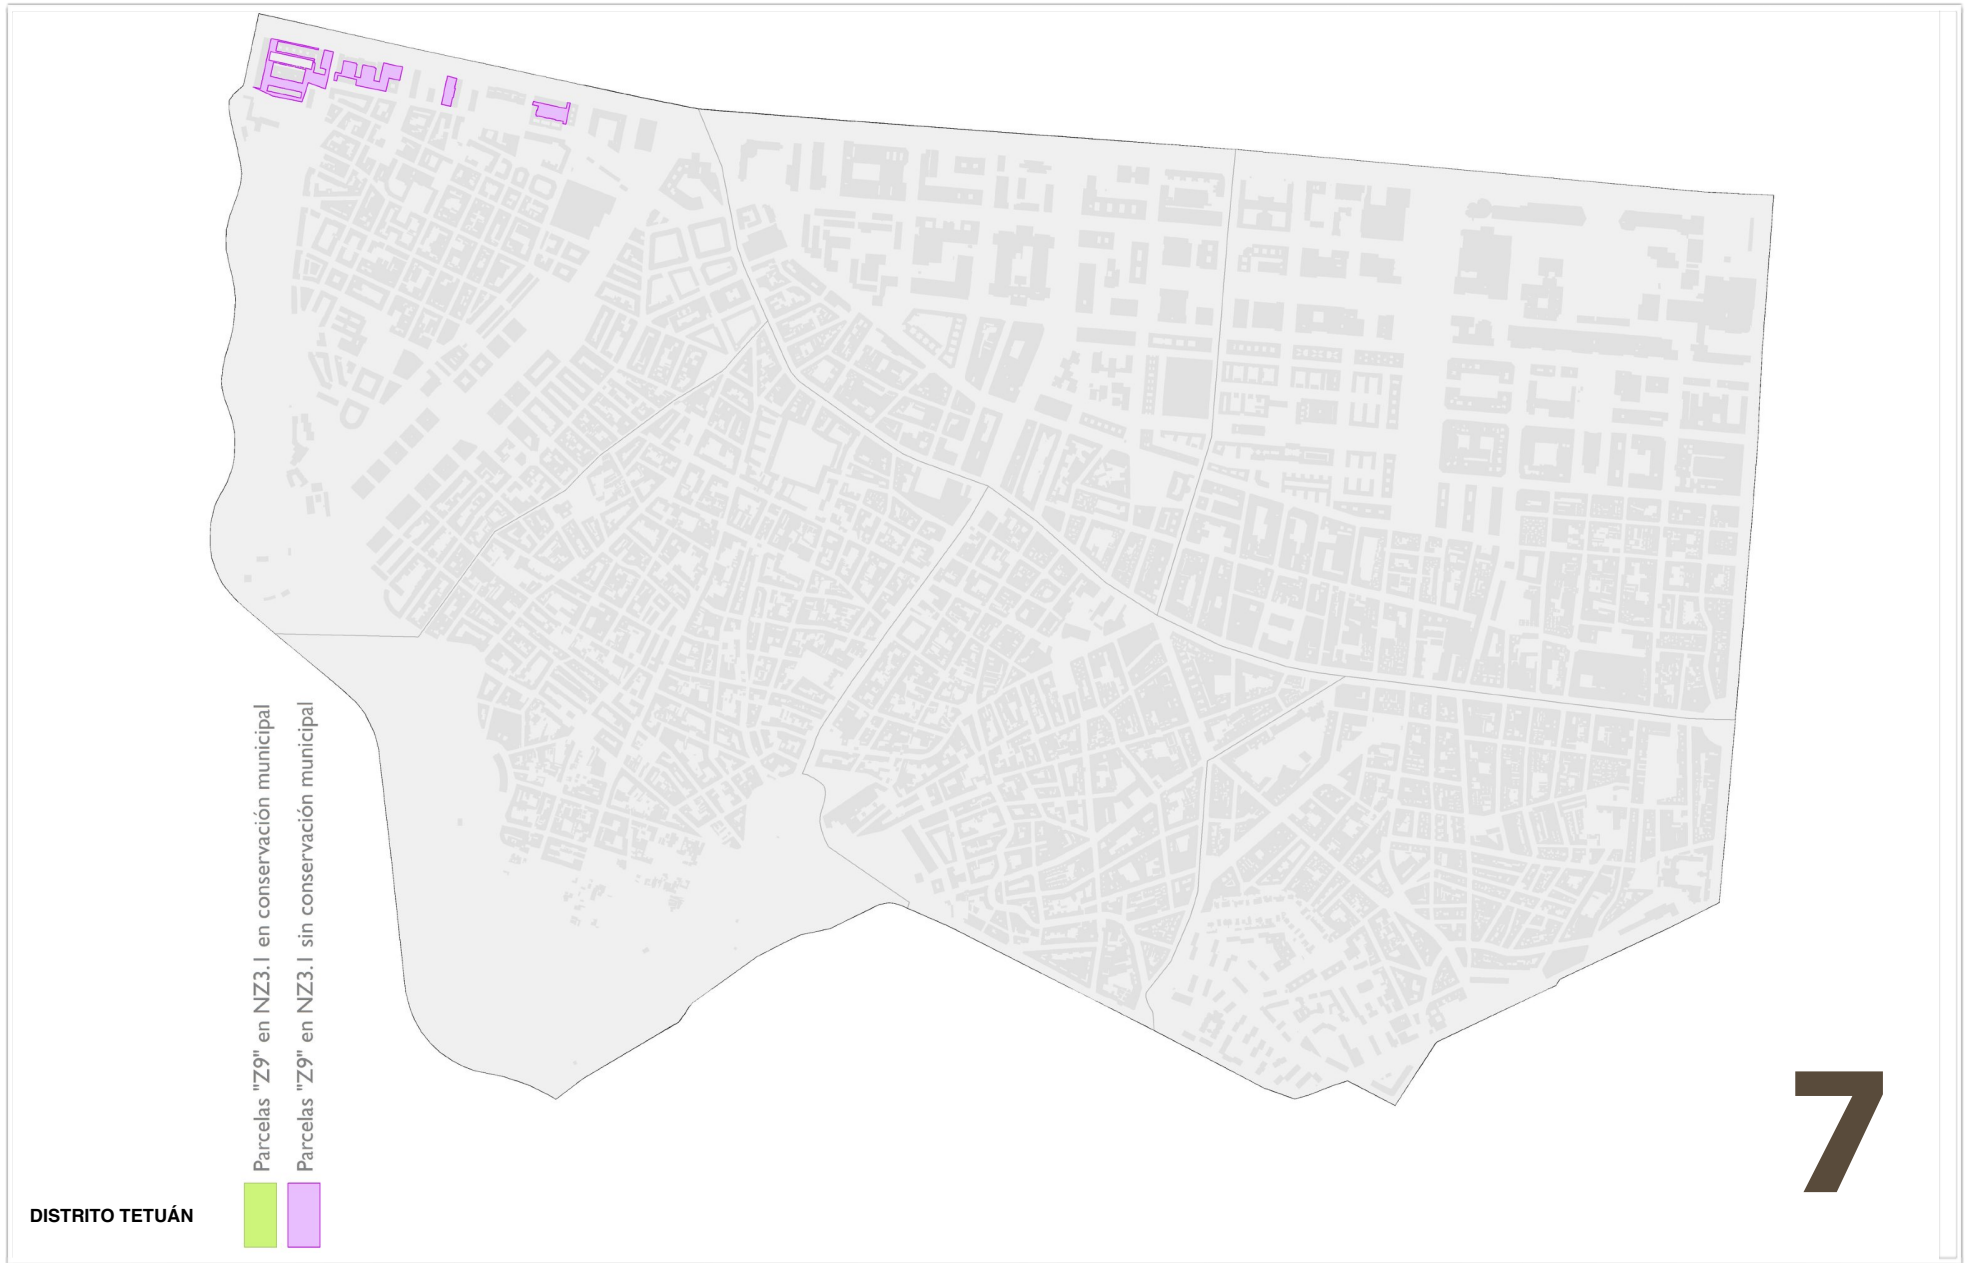 Parcelas "Z9" en NZ3.1 en conservación municipal
Parcelas "Z9" en NZ3.1 sin conservación municipal
DISTRITO TETUÁN
7